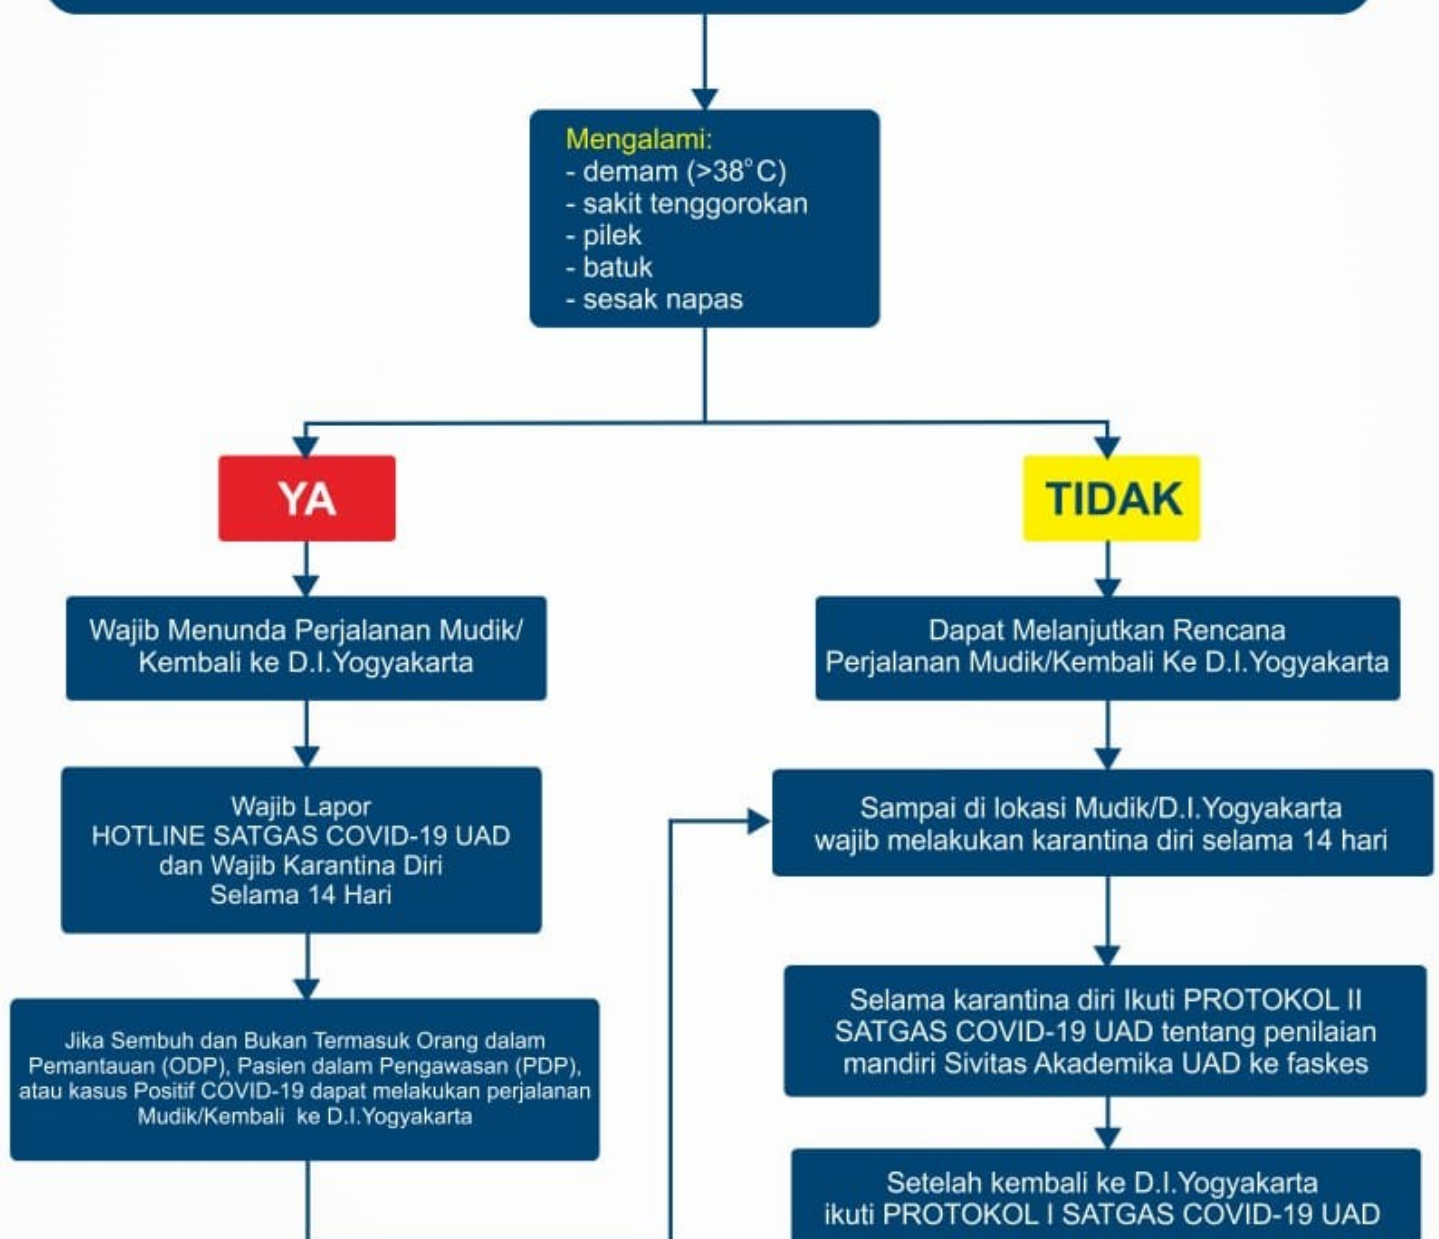 Mengalami:
- demam (>38°C)
- sakit tenggorokan
- pilek
- batuk
- sesak napas
YA
TIDAK
Wajib Menunda Perjalanan Mudik/
Kembali ke D.I.Yogyakarta
Wajib Lapor
HOTLINE SATGAS COVID-19 UAD
dan Wajib Karantina Diri
Selama 14 Hari
Jika Sembuh dan Bukan Termasuk Orang dalam
Pemantauan (ODP), Pasien dalam Pengawasan (PDP),
atau kasus Positif COVID-19 dapat melakukan perjalanan
Mudik/Kembali  ke D.I.Yogyakarta
Dapat Melanjutkan Rencana
Perjalanan Mudik/Kembali Ke D.I.Yogyakarta
Sampai di lokasi Mudik/D.I.Yogyakarta
wajib melakukan karantina diri selama 14 hari
Selama karantina diri Ikuti PROTOKOL II
SATGAS COVID-19 UAD tentang penilaian
mandiri Sivitas Akademika UAD ke faskes
Setelah kembali ke D.I.Yogyakarta
ikuti PROTOKOL I SATGAS COVID-19 UAD